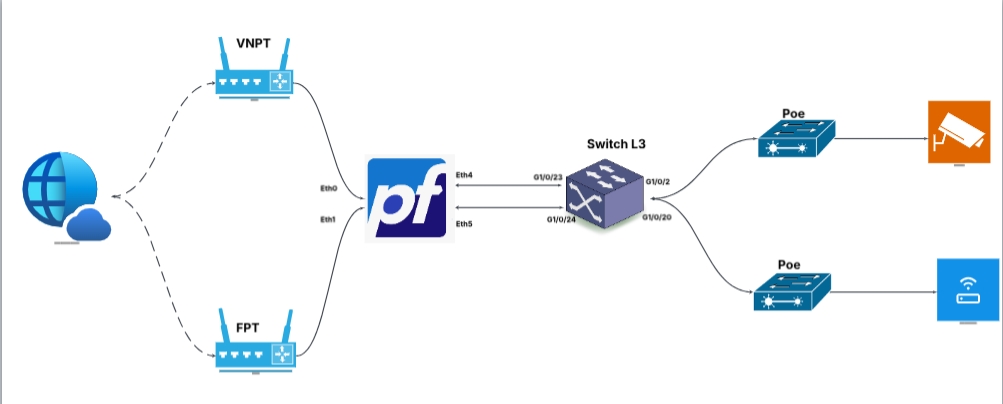 VNPT
Poe
Switch L3
Eth4
G1/0/23
G1/0/2
Eth0
pf
Eth1
Eth5
G1/0/24
G1/0/20
Poe
FPT